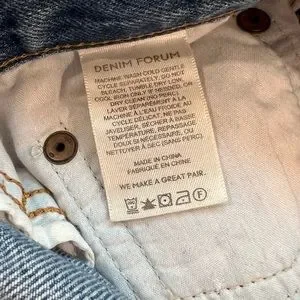 DENIM FORUM
MACHINE WASH COLD GENTLE
CYCLE SEPARATELY, DO NOT
BLEACH, TUMBLE DRY LOW,
COOL IRON ONLY IF NEEDED, OR
DRY CLEAN (NO PERC)
LAVER SÉPARÉMENT À LA
MACHINE À L'EAU FROIDE AU
CYCLE DÉLICAT, NE PAS
JAVELISER, SÉCHER À BASSE
TEMPÉRATURE, REPASSAGE
DOUX SI NÉCESSAIRE, OU
NETTOYER À SEC (SANS PERC)
MADE IN CHINA
FABRIQUÉ EN CHINE
WE MAKE A GREAT PAIR.
F